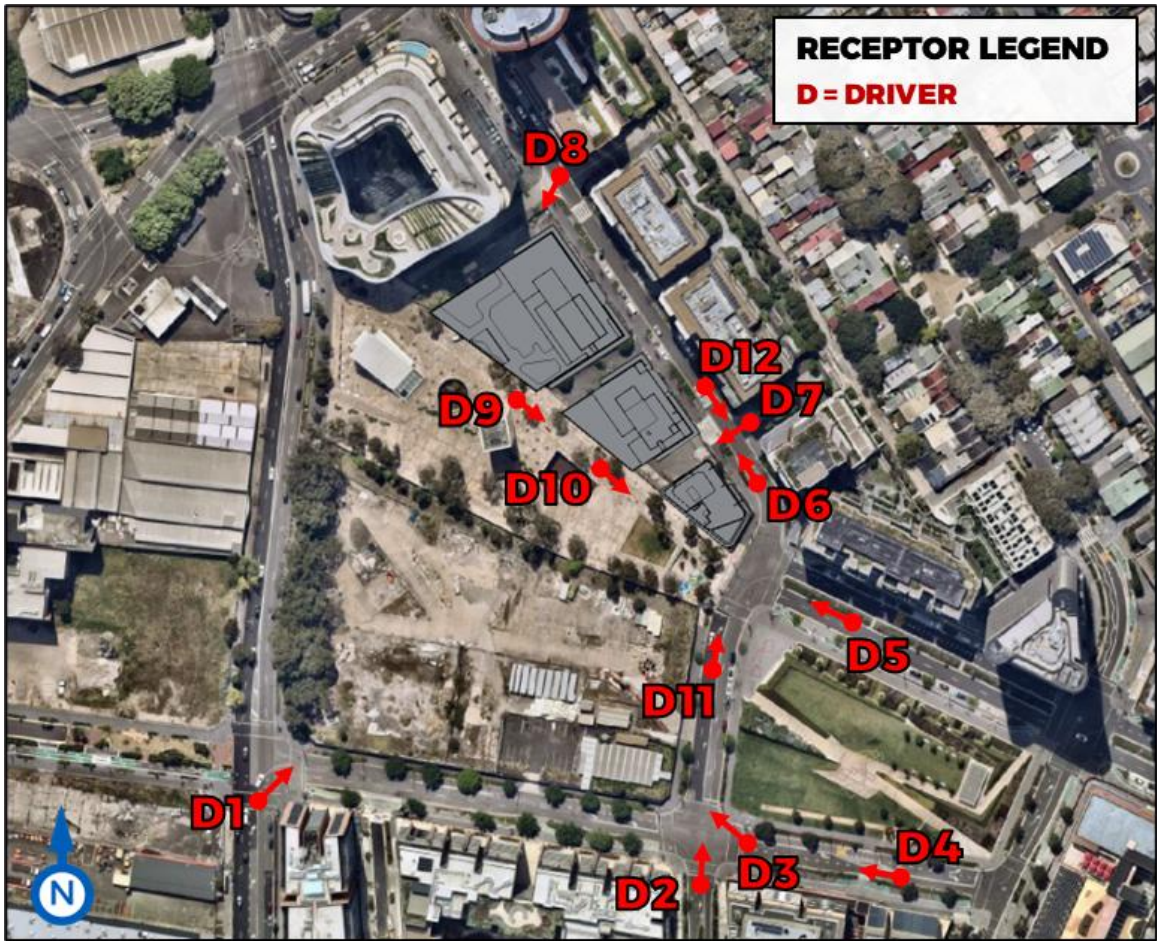 RECEPTOR LEGEND
D = DRIVER
D8
D12
D7
D9
D10
D6
D5
D11
D1
D4
D3
D2
N